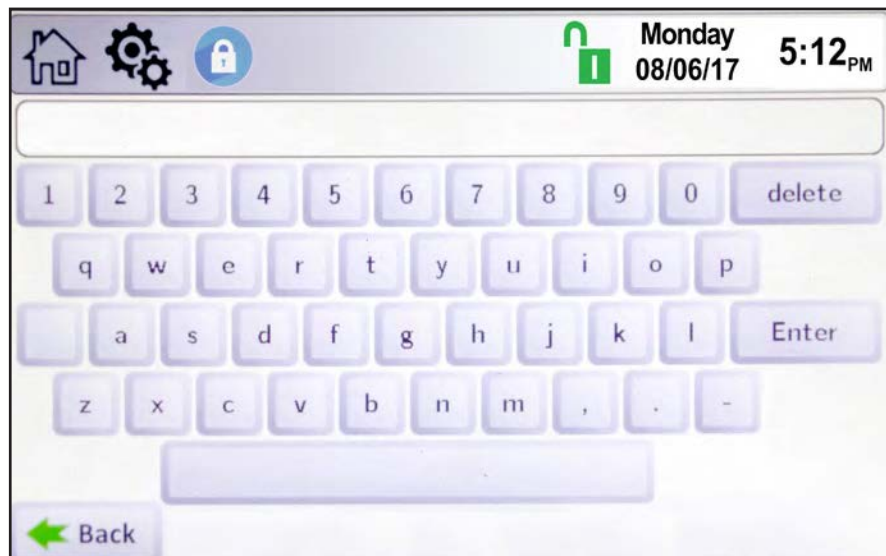 Monday
08/06/17
5:12PM
1 2 3 4 5 6 7 8 9 0 delete
q w e r t y u i o p
a s d f g h j k l Enter
z x c v b n m , . -
Back